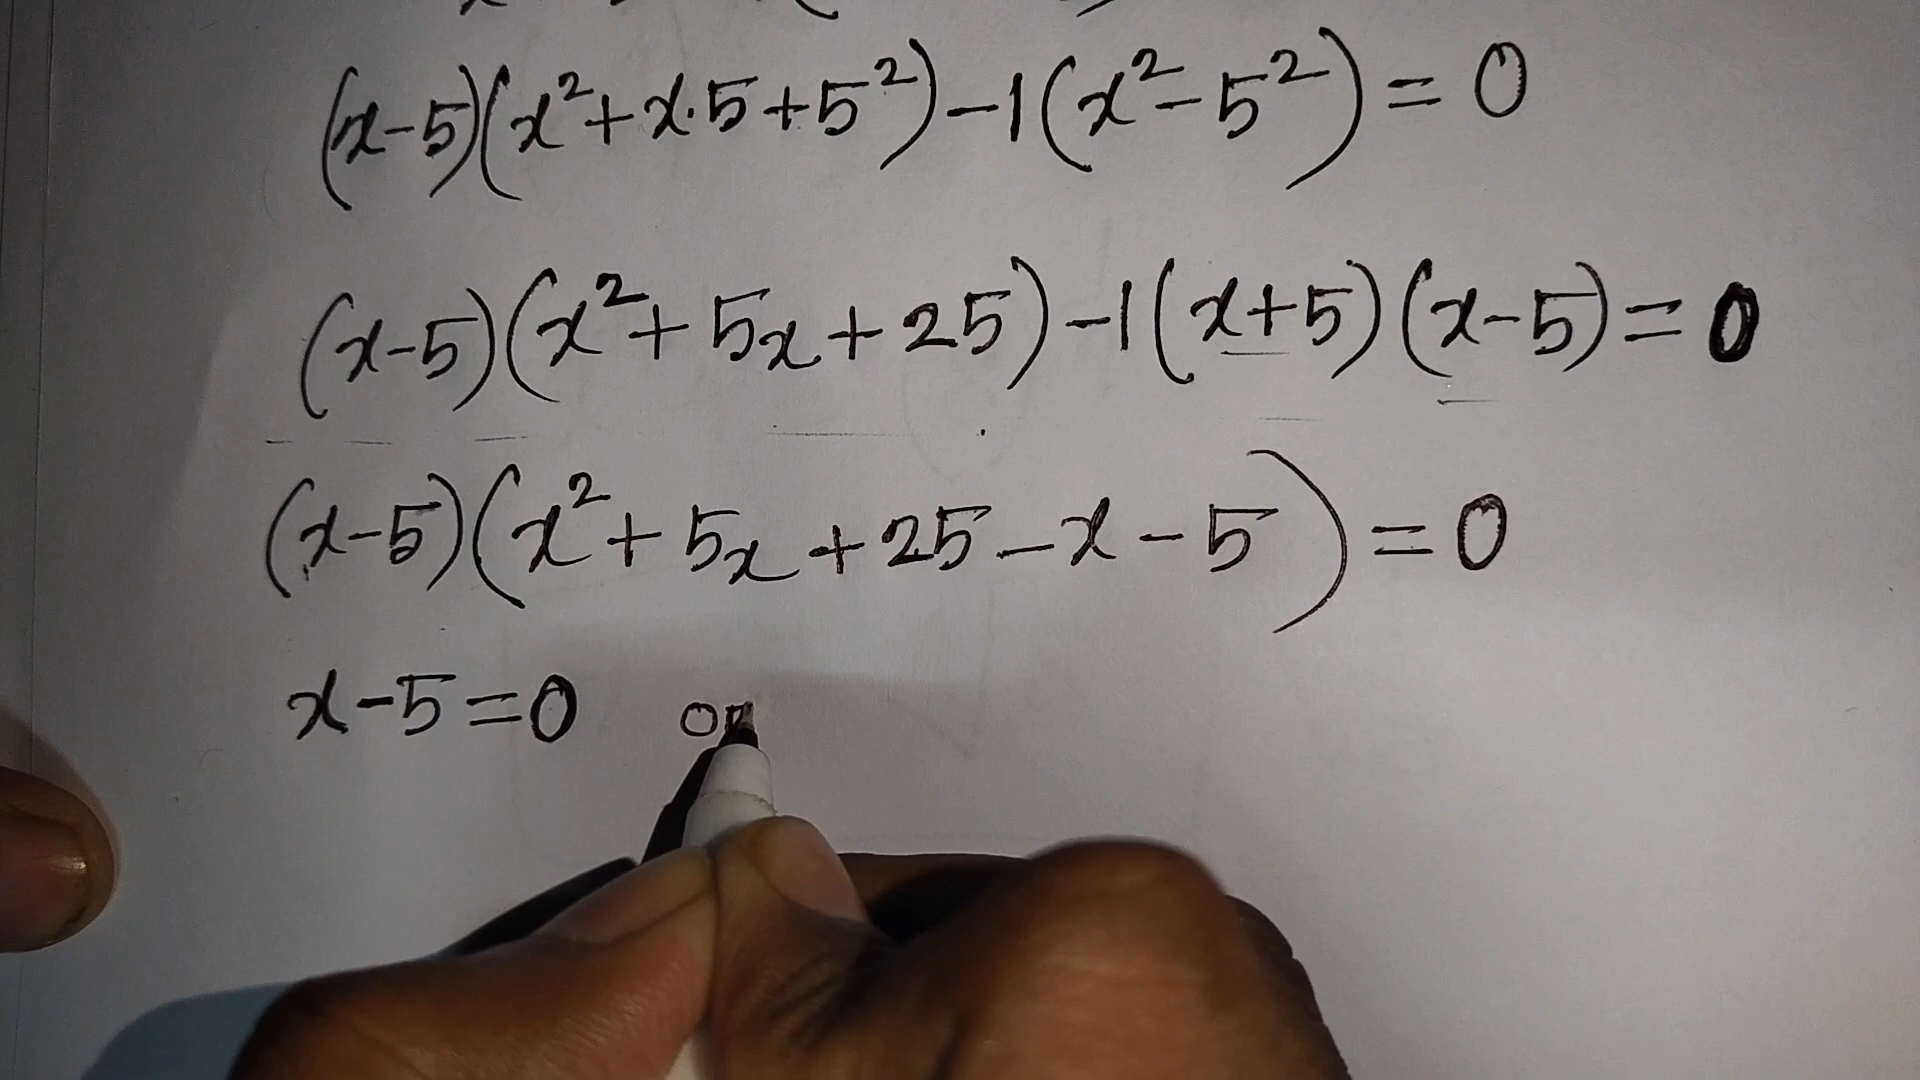 (x-5)(x²+x·5+5²)-1(x²-5²)=0
(x-5)(x²+5x+25)-1(x+5)(x-5)=0
(x-5)(x²+5x+25-x-5)=0
x-5=0 or